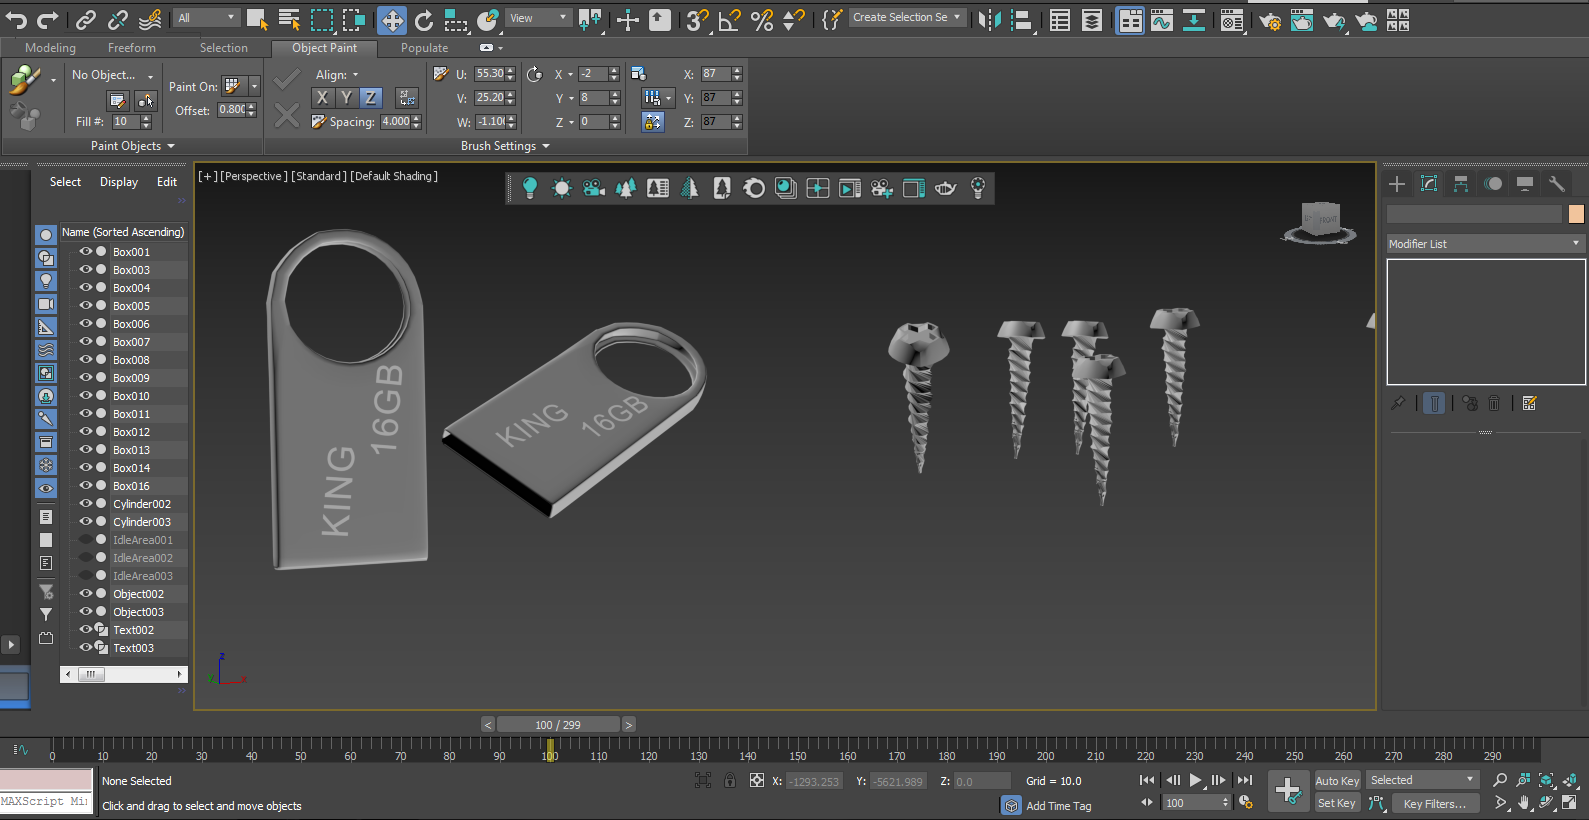 All
View
Create Selection Se
Modeling
Freeform
Selection
Object Paint
Populate
No Object...
Paint On:
Offset: 0.800
Fill #: 10
Paint Objects
Align:
X Y Z
Spacing: 4.000
U: 55.30
V: 25.20
W: -1.10
X -2
Y 8
Z 0
X: 87
Y: 87
Z: 87
Brush Settings
Select Display Edit
Name (Sorted Ascending)
Box001
Box003
Box004
Box005
Box006
Box007
Box008
Box009
Box010
Box011
Box012
Box013
Box014
Box016
Cylinder002
Cylinder003
IdleArea001
IdleArea002
IdleArea003
Object002
Object003
Text002
Text003
[+] [Perspective ] [Standard ] [Default Shading ]
KING
16GB
KING
16GB
FRONT
z
y
x
Modifier List
< 100 / 299 >
0 10 20 30 40 50 60 70 80 90 100 110 120 130 140 150 160 170 180 190 200 210 220 230 240 250 260 270 280 290
None Selected
X: -1293.253
Y: -5621.989
Z: 0.0
Grid = 10.0
Auto Key
Selected
MAXScript Mi
Click and drag to select and move objects
Add Time Tag
100
Set Key
Key Filters...